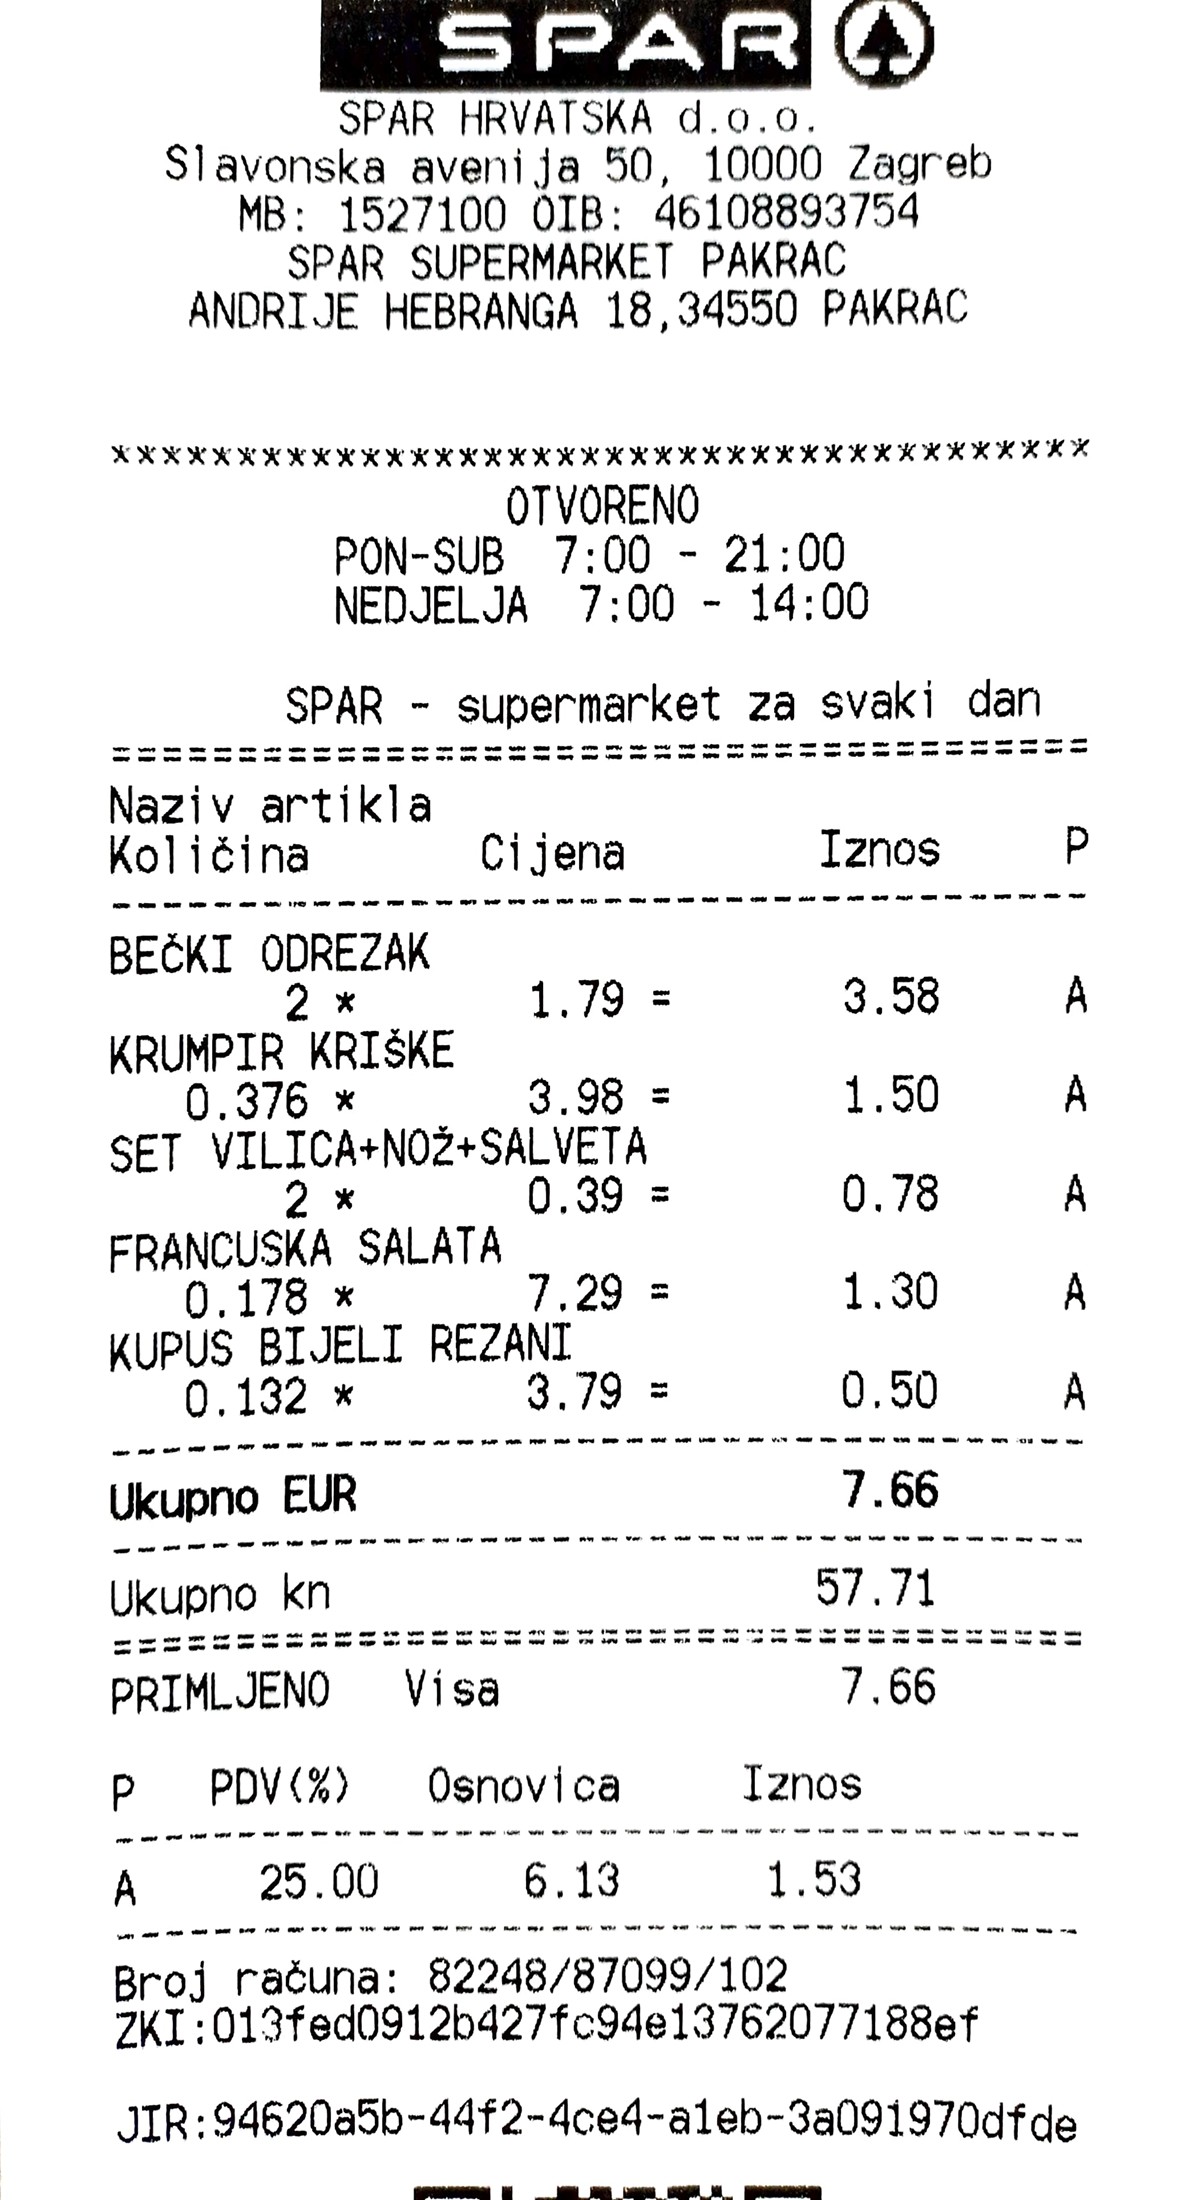 SPAR
SPAR HRVATSKA d.o.o.
Slavonska avenija 50, 10000 Zagreb
MB: 1527100 OIB: 46108893754
SPAR SUPERMARKET PAKRAC
ANDRIJE HEBRANGA 18,34550 PAKRAC
****************************************
OTVORENO
PON-SUB 7:00 - 21:00
NEDJELJA 7:00 - 14:00
SPAR - supermarket za svaki dan
========================================
Naziv artikla
Količina Cijena Iznos P
----------------------------------------
BEČKI ODREZAK
2 * 1.79 = 3.58 A
KRUMPIR KRIŠKE
0.376 * 3.98 = 1.50 A
SET VILICA+NOŽ+SALVETA
2 * 0.39 = 0.78 A
FRANCUSKA SALATA
0.178 * 7.29 = 1.30 A
KUPUS BIJELI REZANI
0.132 * 3.79 = 0.50 A
----------------------------------------
Ukupno EUR 7.66
----------------------------------------
Ukupno kn 57.71
========================================
PRIMLJENO Visa 7.66
P PDV(%) Osnovica Iznos
----------------------------------------
A 25.00 6.13 1.53
----------------------------------------
Broj računa: 82248/87099/102
ZKI:013fed0912b427fc94e13762077188ef
JIR:94620a5b-44f2-4ce4-a1eb-3a091970dfde